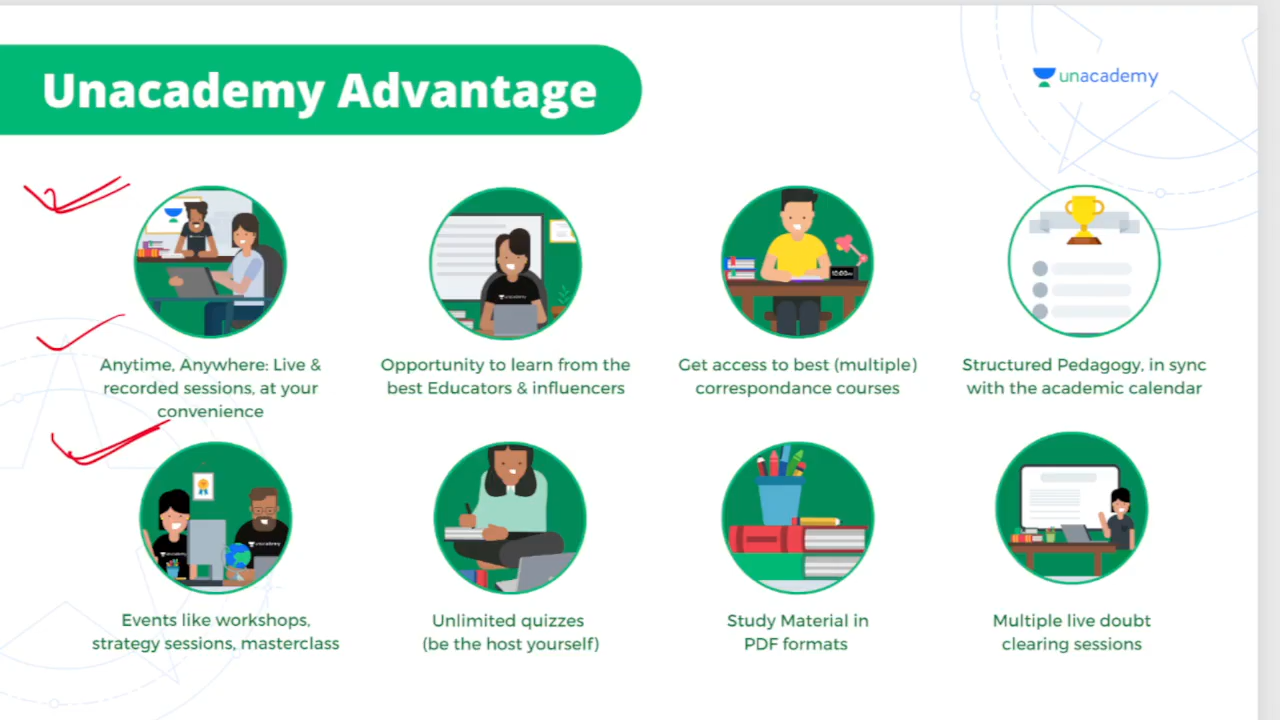 Unacademy Advantage
unacademy
Anytime, Anywhere: Live &
recorded sessions, at your
convenience
Opportunity to learn from the
best Educators & influencers
Get access to best (multiple)
correspondance courses
Structured Pedagogy, in sync
with the academic calendar
Events like workshops,
strategy sessions, masterclass
Unlimited quizzes
(be the host yourself)
Study Material in
PDF formats
Multiple live doubt
clearing sessions